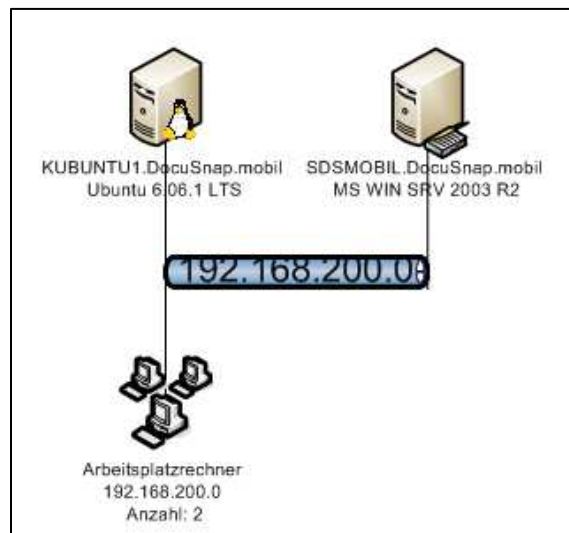 KUBUNTU1.DocuSnap.mobil
Ubuntu 6.06.1 LTS
SDSMOBIL.DocuSnap.mobil
MS WIN SRV 2003 R2
192.168.200.0
Arbeitsplatzrechner
192.168.200.0
Anzahl: 2